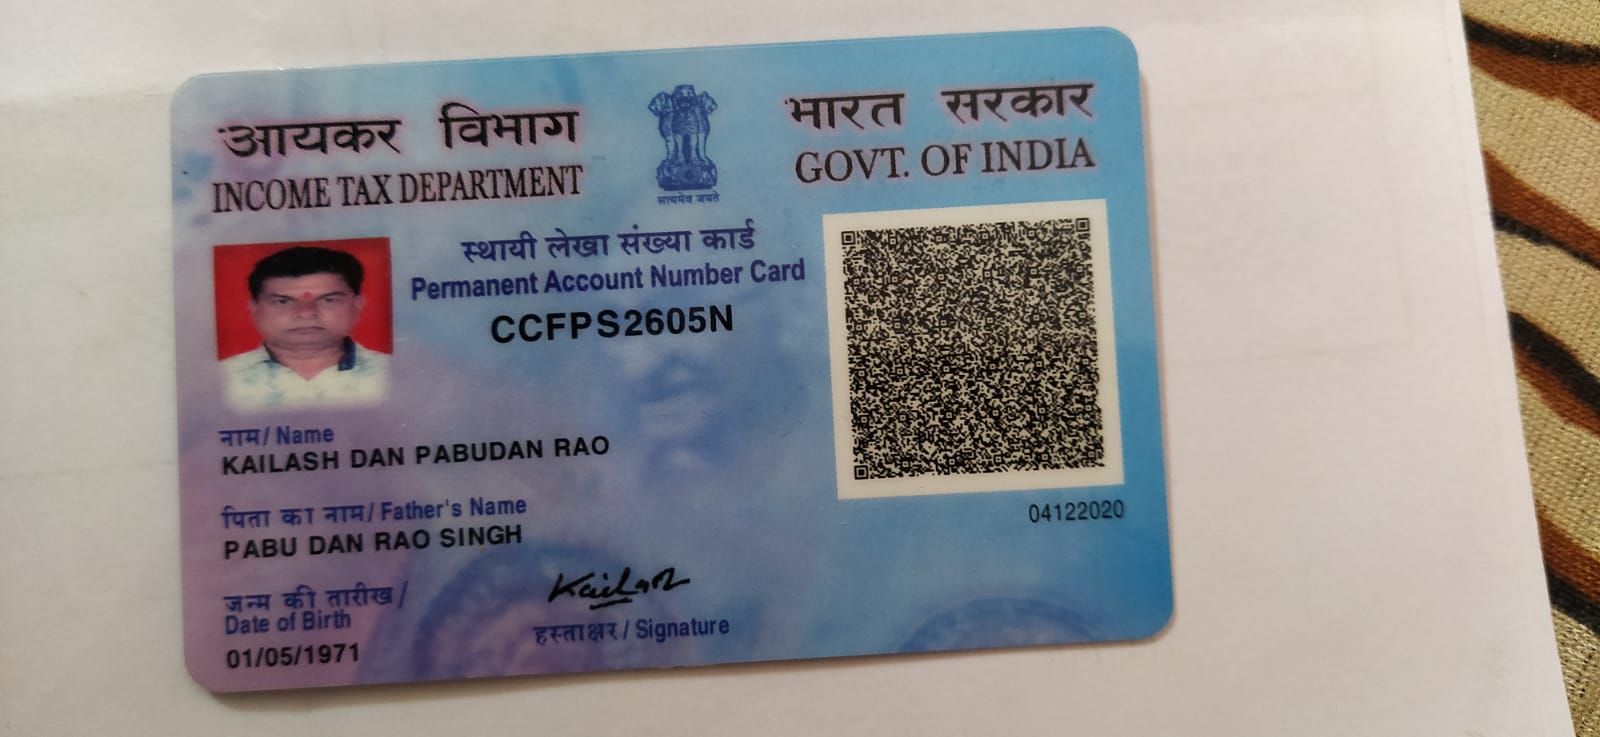 आयकर विभाग
INCOME TAX DEPARTMENT
सत्यमेव जयते
भारत सरकार
GOVT. OF INDIA
स्थायी लेखा संख्या कार्ड
Permanent Account Number Card
CCFPS2605N
नाम / Name
KAILASH DAN PABUDAN RAO
पिता का नाम / Father's Name
PABU DAN RAO SINGH
जन्म की तारीख /
Date of Birth
01/05/1971
Kailash
हस्ताक्षर / Signature
04122020